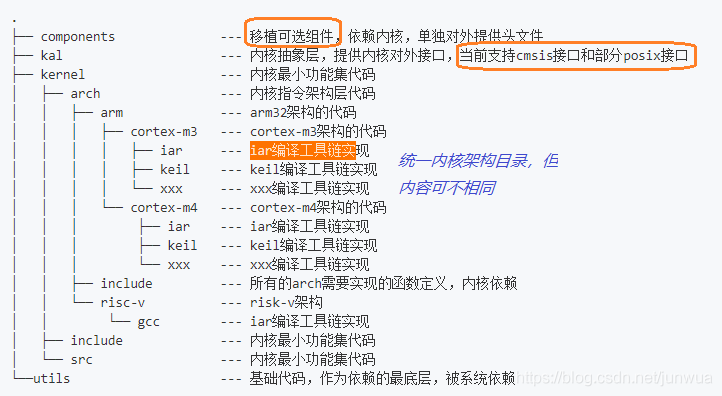 .
├── components --- 移植可选组件，依赖内核，单独对外提供头文件
├── kal --- 内核抽象层，提供内核对外接口，当前支持cmsis接口和部分posix接口
├── kernel --- 内核最小功能集代码
│ ├── arch --- 内核指令架构层代码
│ │ ├── arm --- arm32架构的代码
│ │ │ ├── cortex-m3 --- cortex-m3架构的代码
│ │ │ │ ├── iar --- iar编译工具链实现
│ │ │ │ ├── keil --- keil编译工具链实现
│ │ │ │ └── xxx --- xxx编译工具链实现
统一内核架构目录，但
内容可不相同
│ │ │ └── cortex-m4 --- cortex-m4架构的代码
│ │ │ ├── iar --- iar编译工具链实现
│ │ │ ├── keil --- keil编译工具链实现
│ │ │ └── xxx --- xxx编译工具链实现
│ │ ├── include --- 所有的arch需要实现的函数定义，内核依赖
│ │ └── risc-v --- risk-v架构
│ │ └── gcc --- iar编译工具链实现
│ ├── include --- 内核最小功能集代码
│ └── src --- 内核最小功能集代码
└──utils --- 基础代码，作为依赖的最底层，被系统依赖
https://blog.csdn.net/junwua